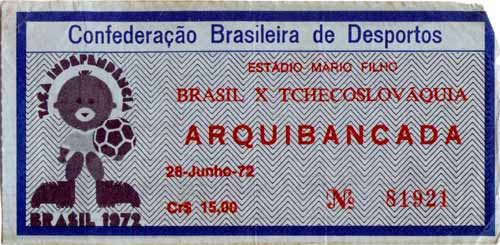 Confederação Brasileira de Desportos
ESTÁDIO MARIO FILHO
BRASIL X TCHECOSLOVÁQUIA
ARQUIBANCADA
28-Junho-72
Cr$ 15,00
Nº 81921
TAÇA INDEPENDÊNCIA
BRASIL 1972